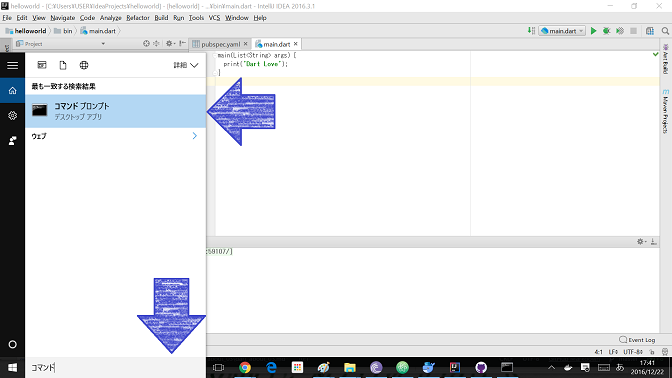 helloworld - [C:¥Users¥USER¥IdeaProjects¥helloworld] - [helloworld] - ...¥bin¥main.dart - IntelliJ IDEA 2016.3.1
File Edit View Navigate Code Analyze Refactor Build Run Tools VCS Window Help
helloworld bin main.dart main.dart
Project pubspec.yaml main.dart
main(List<String> args) {
print("Dart Love");
}
詳細
最も一致する検索結果
コマンド プロンプト
デスクトップ アプリ
ウェブ
Ant Build
Maven Projects
:59107/]
Event Log
4:1 LF÷ UTF-8÷
コマンド
あ
17:41
2016/12/22